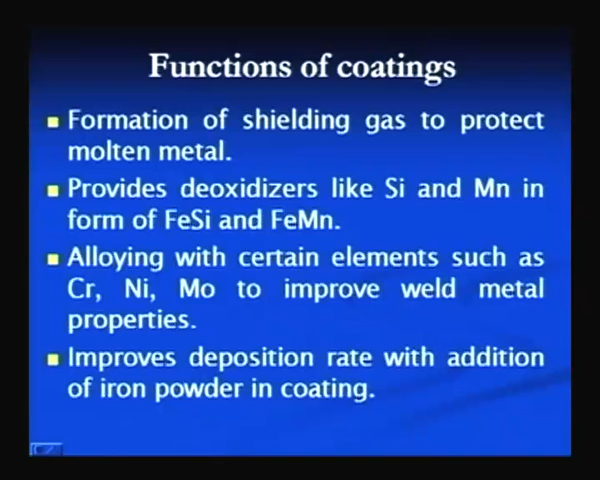 Functions of coatings
Formation of shielding gas to protect
molten metal.
Provides deoxidizers like Si and Mn in
form of FeSi and FeMn.
Alloying with certain elements such as
Cr, Ni, Mo to improve weld metal
properties.
Improves deposition rate with addition
of iron powder in coating.